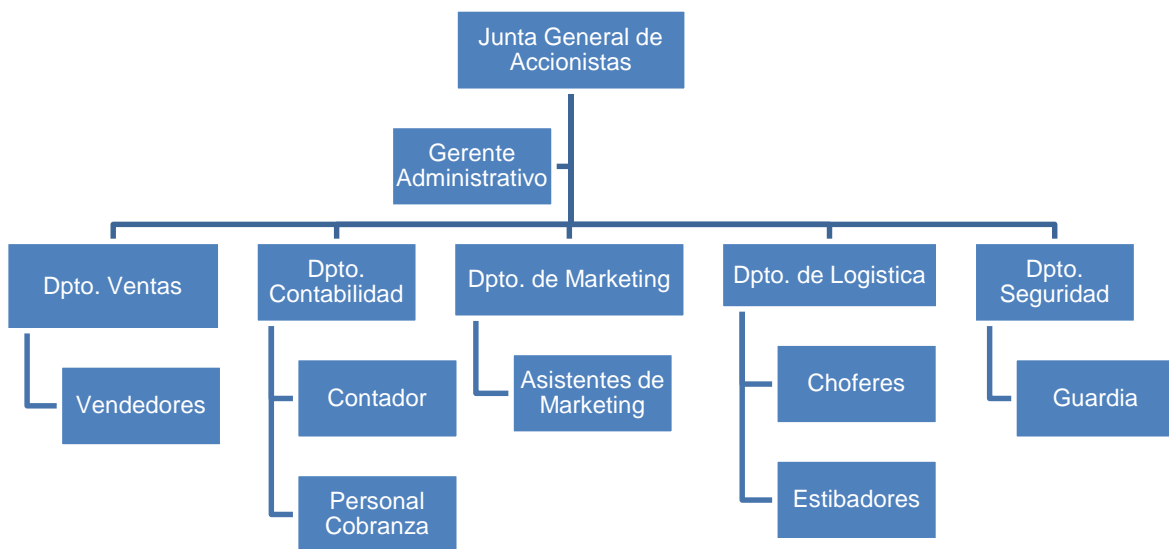 Junta General de
Accionistas
Gerente
Administrativo
Dpto. Ventas
Dpto.
Contabilidad
Dpto. de Marketing
Dpto. de Logistica
Dpto.
Seguridad
Vendedores
Contador
Asistentes de
Marketing
Choferes
Guardia
Personal
Cobranza
Estibadores